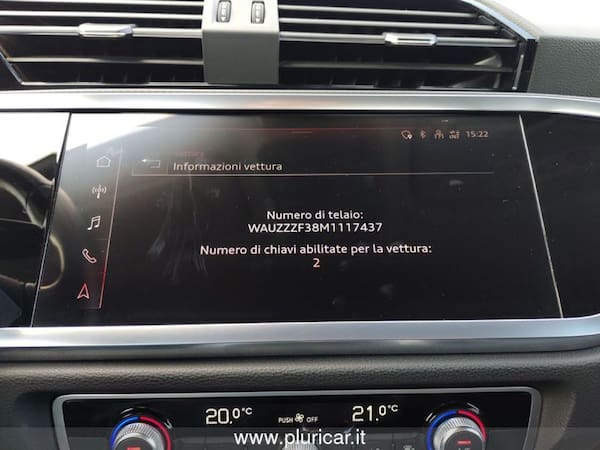 15:22
Vettura
Informazioni vettura
Numero di telaio:
WAUZZZF38M1117437
Numero di chiavi abilitate per la vettura:
2
20.0°C
PUSH OFF
21.0°C
www.pluricar.it